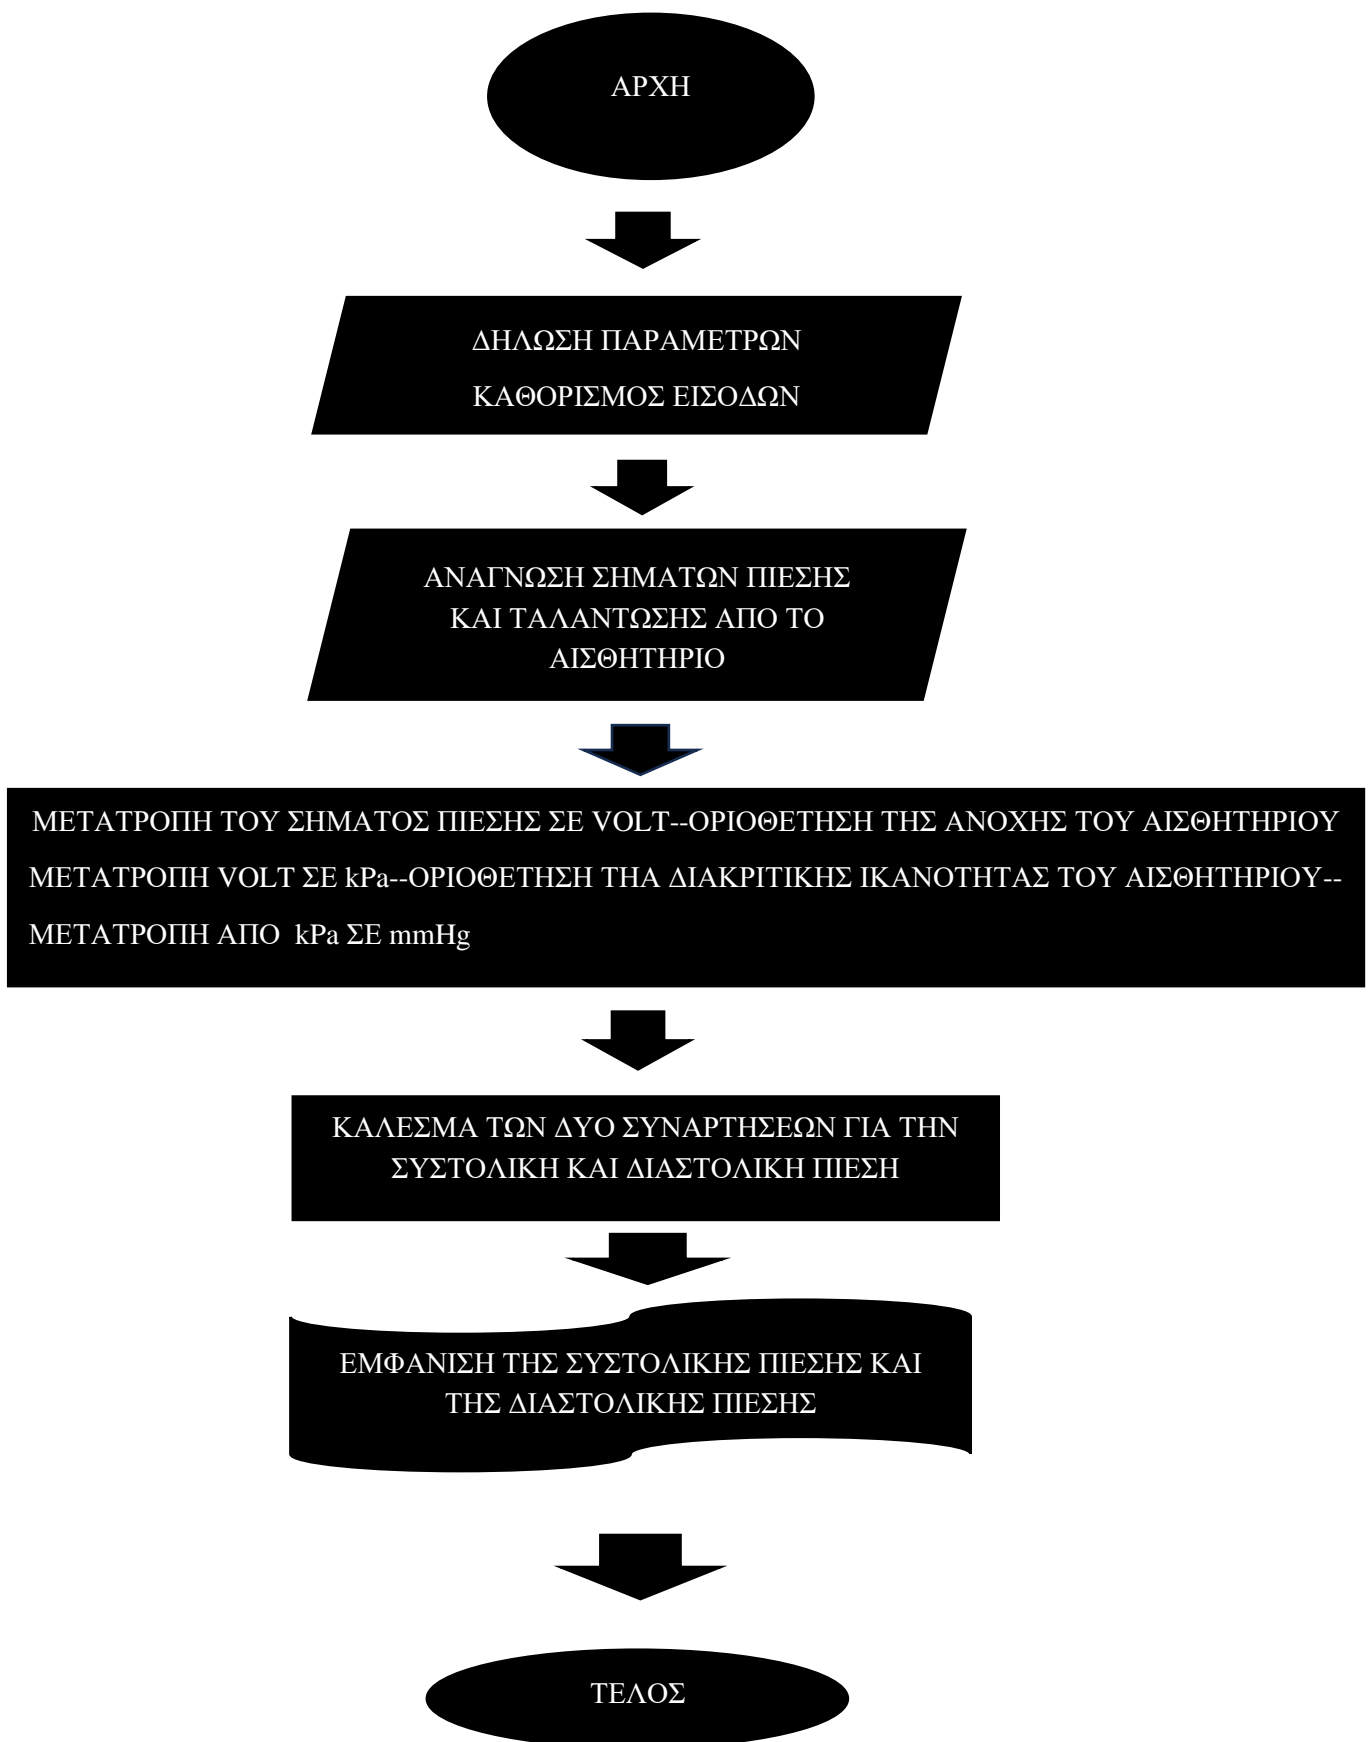 ΑΡΧΗ
ΔΗΛΩΣΗ ΠΑΡΑΜΕΤΡΩΝ
ΚΑΘΟΡΙΣΜΟΣ ΕΙΣΟΔΩΝ
ΑΝΑΓΝΩΣΗ ΣΗΜΑΤΩΝ ΠΙΕΣΗΣ
ΚΑΙ ΤΑΛΑΝΤΩΣΗΣ ΑΠΟ ΤΟ
ΑΙΣΘΗΤΗΡΙΟ
ΜΕΤΑΤΡΟΠΗ ΤΟΥ ΣΗΜΑΤΟΣ ΠΙΕΣΗΣ ΣΕ VOLT--ΟΡΙΟΘΕΤΗΣΗ ΤΗΣ ΑΝΟΧΗΣ ΤΟΥ ΑΙΣΘΗΤΗΡΙΟΥ
ΜΕΤΑΤΡΟΠΗ VOLT ΣΕ kPa--ΟΡΙΟΘΕΤΗΣΗ ΤΗΑ ΔΙΑΚΡΙΤΙΚΗΣ ΙΚΑΝΟΤΗΤΑΣ ΤΟΥ ΑΙΣΘΗΤΗΡΙΟΥ--
ΜΕΤΑΤΡΟΠΗ ΑΠΟ kPa ΣΕ mmHg
ΚΑΛΕΣΜΑ ΤΩΝ ΔΥΟ ΣΥΝΑΡΤΗΣΕΩΝ ΓΙΑ ΤΗΝ
ΣΥΣΤΟΛΙΚΗ ΚΑΙ ΔΙΑΣΤΟΛΙΚΗ ΠΙΕΣΗ
ΕΜΦΑΝΙΣΗ ΤΗΣ ΣΥΣΤΟΛΙΚΗΣ ΠΙΕΣΗΣ ΚΑΙ
ΤΗΣ ΔΙΑΣΤΟΛΙΚΗΣ ΠΙΕΣΗΣ
ΤΕΛΟΣ